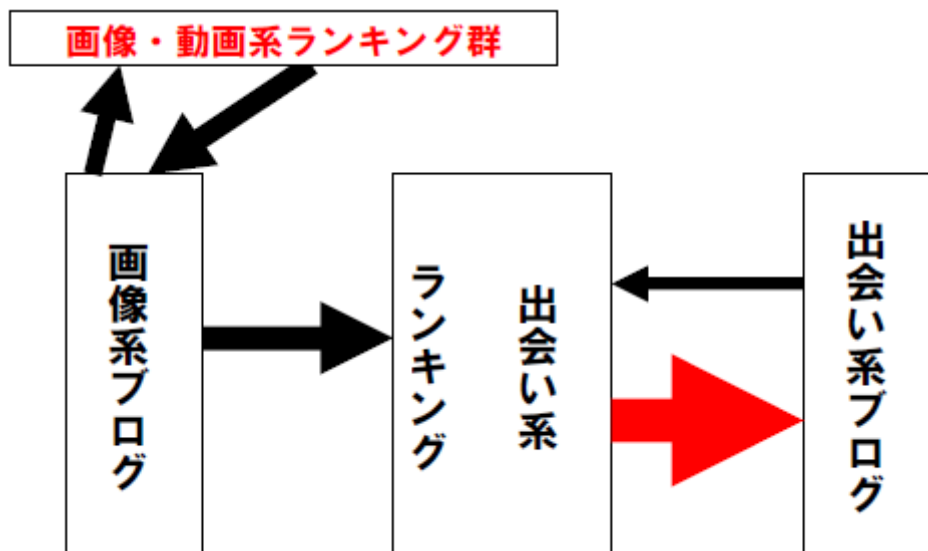 画像・動画系ランキング群
画像系ブログ
出会い系
ランキング
出会い系ブログ